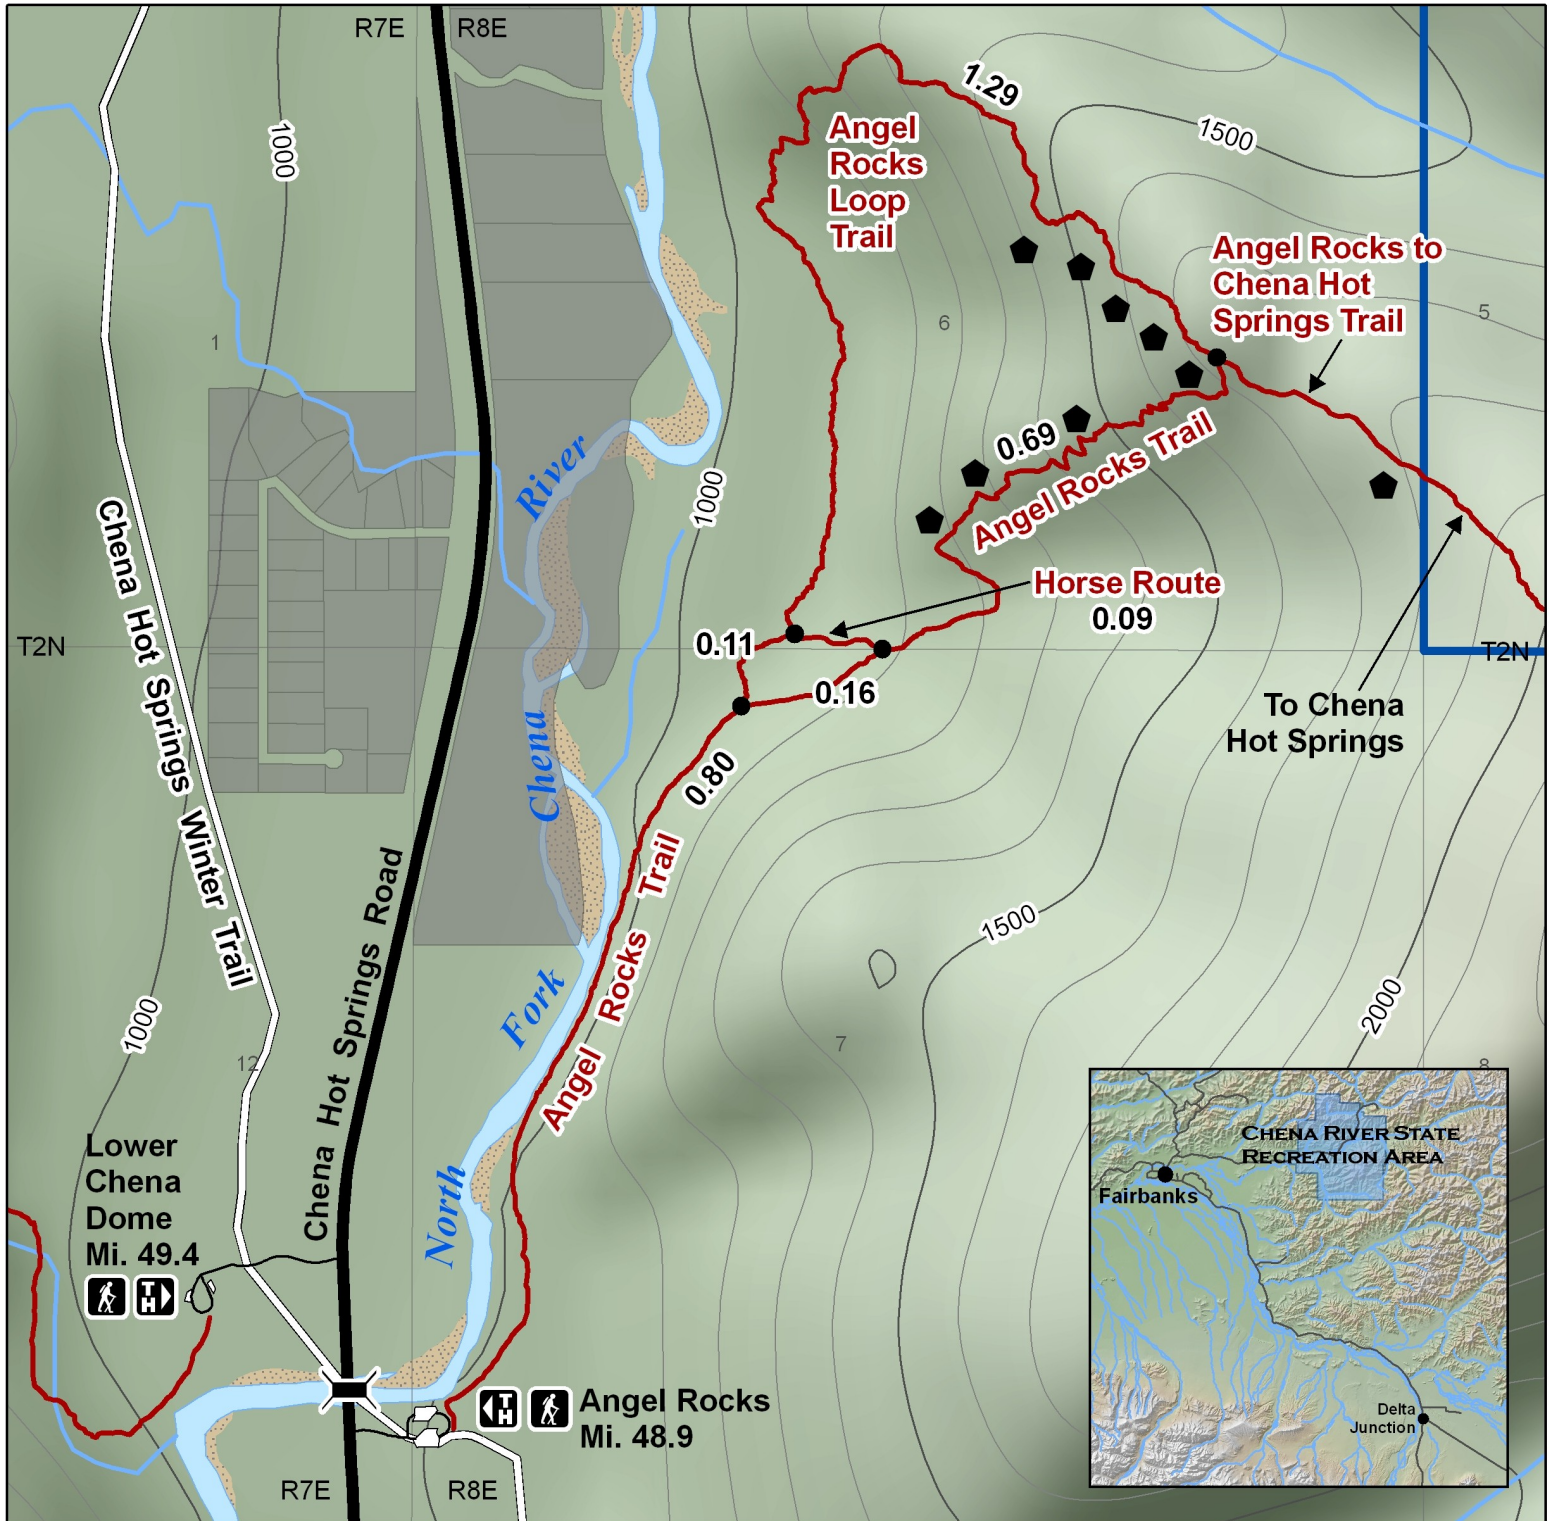 R7E
R8E
1.29
1000
Angel
Rocks
Loop
Trail
1500
Angel Rocks to
Chena Hot
Springs Trail
6
5
1
0.69
Angel Rocks Trail
River
1000
Chena Hot Springs Winter Trail
Horse Route
0.09
T2N
0.11
T2N
0.16
To Chena
Hot Springs
Chena
0.80
Angel Rocks Trail
Chena Hot Springs Road
1500
Fork
1000
2000
12
7
8
North
Lower
Chena
Dome
Mi. 49.4
TH
CHENA RIVER STATE
RECREATION AREA
Fairbanks
Delta
Junction
TH
Angel Rocks
Mi. 48.9
R7E
R8E